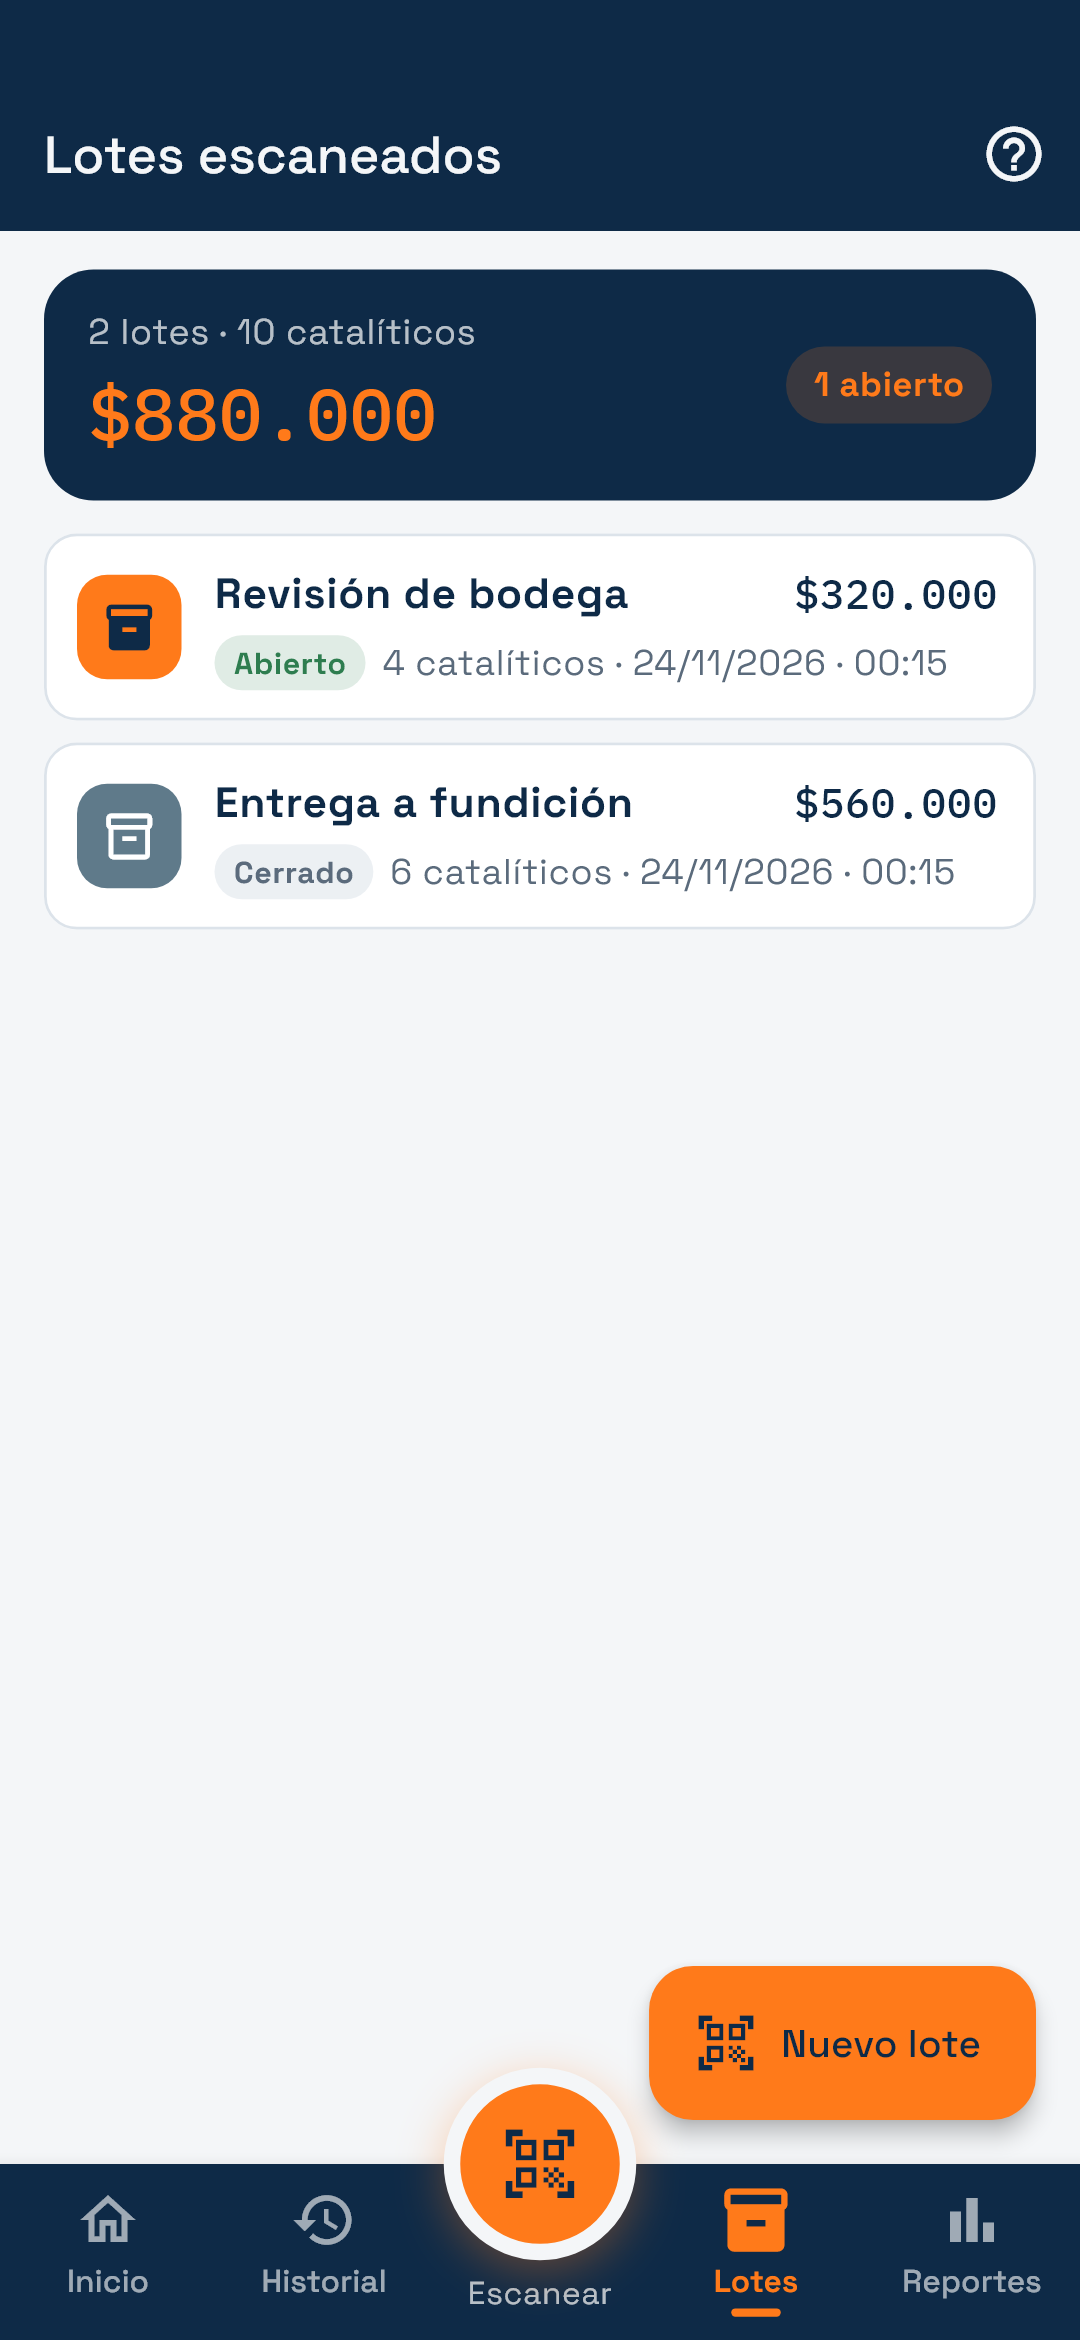 Lotes escaneados
2 lotes · 10 catalíticos
$880.000
1 abierto
Revisión de bodega
$320.000
Abierto
4 catalíticos · 24/11/2026 · 00:15
Entrega a fundición
$560.000
Cerrado
6 catalíticos · 24/11/2026 · 00:15
Nuevo lote
Inicio
Historial
Escanear
Lotes
Reportes